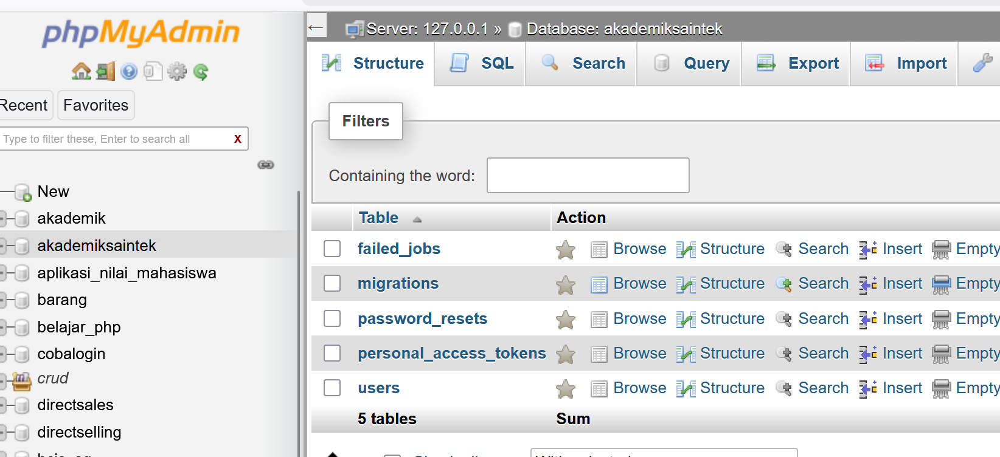 phpMyAdmin
Recent Favorites
Type to filter these, Enter to search all X
New
akademik
akademiksaintek
aplikasi_nilai_mahasiswa
barang
belajar_php
cobalogin
crud
directsales
directselling
← Server: 127.0.0.1 » Database: akademiksaintek
Structure SQL Search Query Export Import
Filters
Containing the word:
Table Action
failed_jobs Browse Structure Search Insert Empty
migrations Browse Structure Search Insert Empty
password_resets Browse Structure Search Insert Empty
personal_access_tokens Browse Structure Search Insert Empty
users Browse Structure Search Insert Empty
5 tables Sum